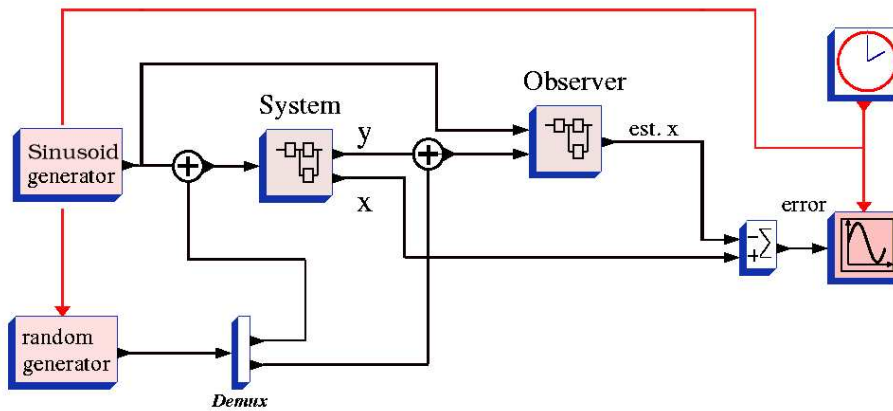 Observer
System
est. x
y
Sinusoid
generator
+
+
x
error
−
+ Σ
random
generator
Demux